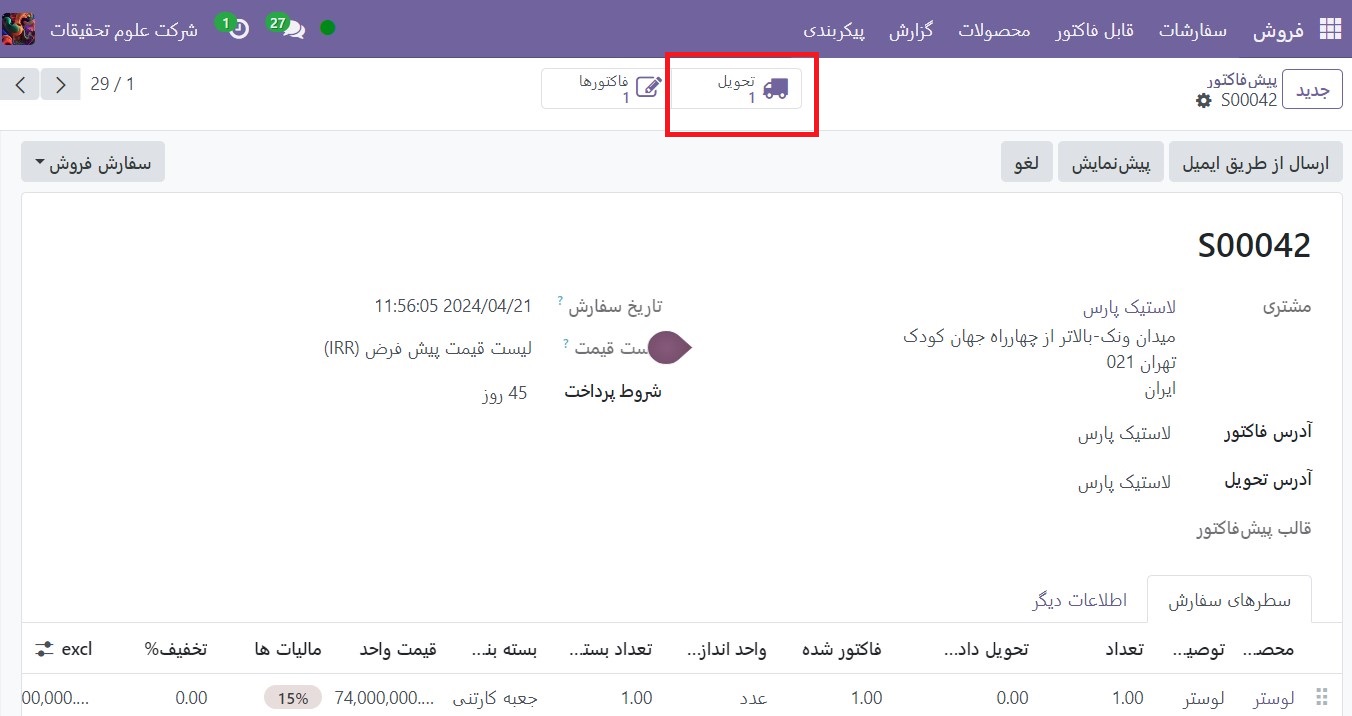 فروش سفارشات قابل فاکتور محصولات گزارش پیکربندی 27 1 شرکت علوم تحقیقات
جدید پیش‌فاکتور
S00042
تحویل
1
فاکتورها
1
29 / 1
ارسال از طریق ایمیل پیش‌نمایش لغو سفارش فروش
S00042
مشتری لاستیک پارس
میدان ونک-بالاتر از چهارراه جهان کودک
تهران 021
ایران
آدرس فاکتور لاستیک پارس
آدرس تحویل لاستیک پارس
قالب پیش‌فاکتور
تاریخ سفارش ? 2024/04/21 11:56:05
ست قیمت ? لیست قیمت پیش فرض (IRR)
شروط پرداخت 45 روز
سطرهای سفارش اطلاعات دیگر
محصـ... توصیـ... تعداد تحویل داد... فاکتور شده واحد انداز... تعداد بستـ... بسته بنـ... قیمت واحد مالیات ها تخفیف% excl
لوستر لوستر 1.00 0.00 1.00 عدد 1.00 جعبه کارتنی 74,000,000.... 15% 0.00 00,000....